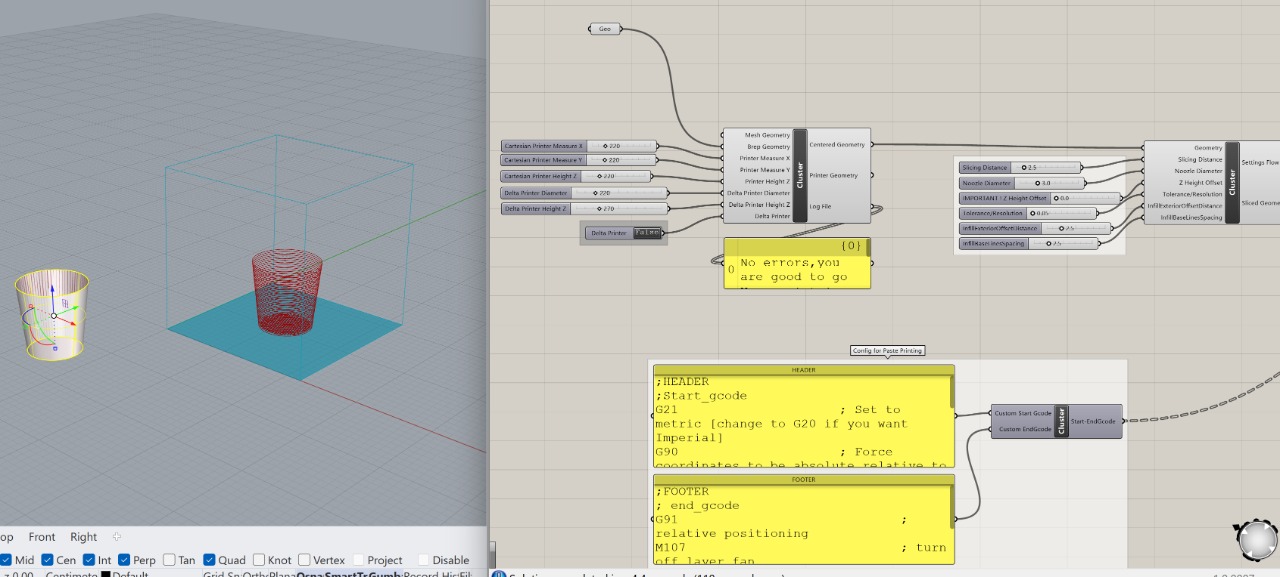 Geo
Cartesian Printer Measure X 220
Cartesian Printer Measure Y 220
Cartesian Printer Height Z 270
Delta Printer Diameter 220
Delta Printer Height Z 270
Delta Printer False
Mesh Geometry
Brep Geometry
Printer Measure X
Printer Measure Y
Printer Height Z
Delta Printer Diameter
Delta Printer Height Z
Delta Printer
Cluster
Centered Geometry
Printer Geometry
Log File
{0}
0 No errors,you
are good to go
Slicing Distance 2.5
Nozzle Diameter 3.0
IMPORTANT ! Z Height Offset 0.0
Tolerance/Resolution 0.05
InfillExteriorOffsetDistance 2.5
InfillBaseLinesSpacing 2.5
Geometry
Slicing Distance
Nozzle Diameter
Z Height Offset
Tolerance/Resolution
InfillExteriorOffsetDistance
InfillBaseLinesSpacing
Cluster
Settings Flow
Sliced Geome
Config for Paste Printing
HEADER
;HEADER
;Start_gcode
G21 ; Set to
metric [change to G20 if you want
Imperial]
G90 ; Force
coordinates to be absolute relative to
FOOTER
;FOOTER
; end_gcode
G91 ;
relative positioning
M107 ; turn
off layer fan
Custom Start Gcode
Custom EndGcode
Cluster
Start-EndGcode
op Front Right
Mid Cen Int Perp Tan Quad Knot Vertex Project Disable